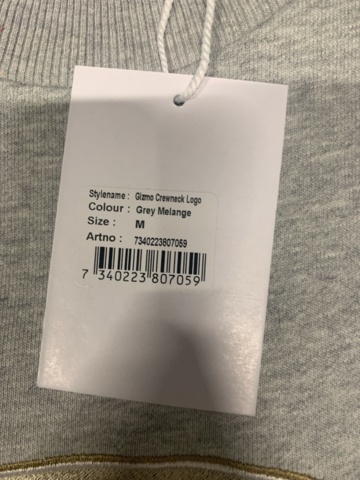 Stylename : Gizmo Crewneck Logo
Colour : Grey Melange
Size : M
Artno : 7340223807059
7 340223 807059